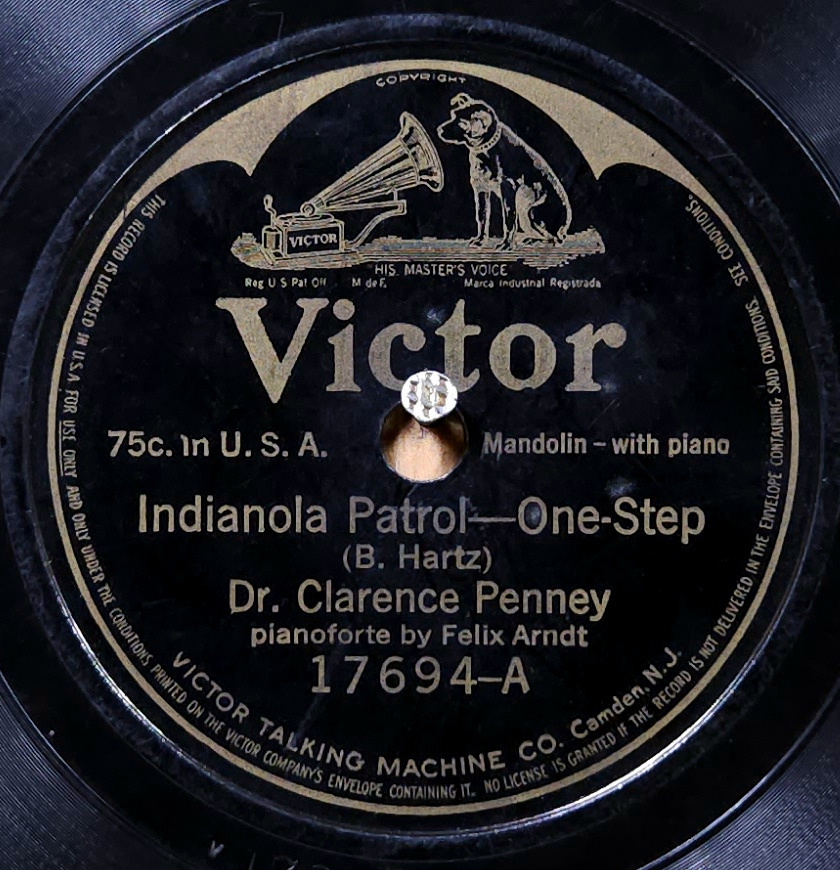 COPYRIGHT
VICTOR
HIS MASTER'S VOICE
Reg U S Pat Off M de F. Marca Industrial Registrada
Victor
75c. in U. S. A. Mandolin - with piano
Indianola Patrol—One-Step
(B. Hartz)
Dr. Clarence Penney
pianoforte by Felix Arndt
17694-A
VICTOR TALKING MACHINE CO. Camden, N.J.
THIS RECORD IS LICENSED IN U.S.A. FOR USE ONLY AND ONLY UNDER THE CONDITIONS PRINTED ON THE VICTOR COMPANY'S ENVELOPE CONTAINING IT. NO LICENSE IS GRANTED IF THE RECORD IS NOT DELIVERED IN THE ENVELOPE CONTAINING SAID CONDITIONS. SEE CONDITIONS.